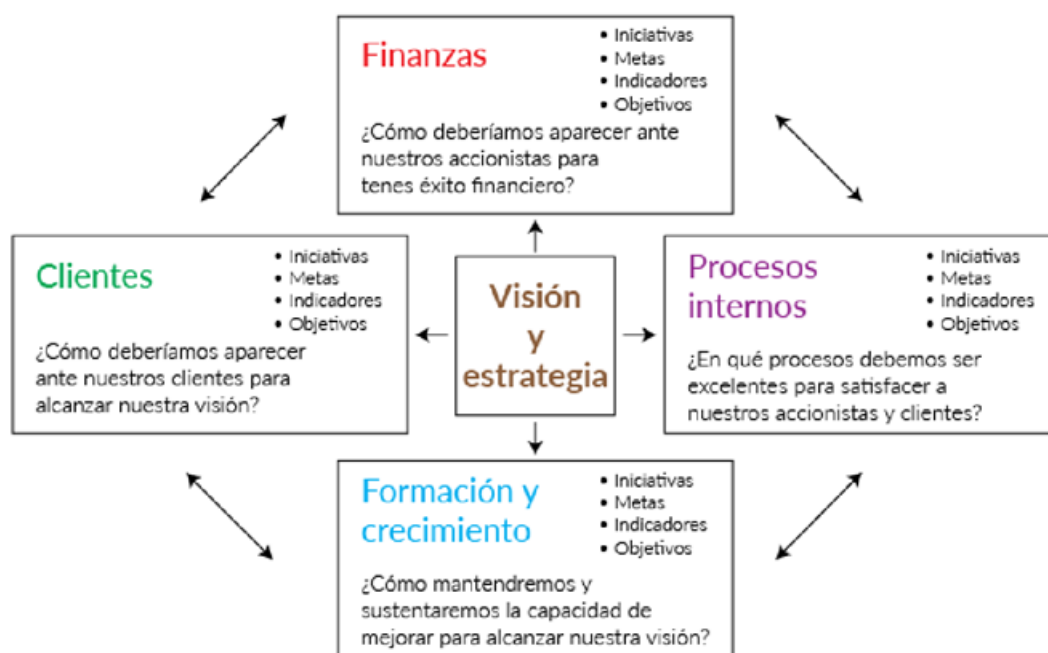 Finanzas
• Iniciativas
• Metas
• Indicadores
• Objetivos
¿Cómo deberíamos aparecer ante
nuestros accionistas para
tenes éxito financiero?
Clientes
• Iniciativas
• Metas
• Indicadores
• Objetivos
¿Cómo deberíamos aparecer
ante nuestros clientes para
alcanzar nuestra visión?
Visión
y
estrategia
Procesos
internos
• Iniciativas
• Metas
• Indicadores
• Objetivos
¿En qué procesos debemos ser
excelentes para satisfacer a
nuestros accionistas y clientes?
Formación y
crecimiento
• Iniciativas
• Metas
• Indicadores
• Objetivos
¿Cómo mantendremos y
sustentaremos la capacidad de
mejorar para alcanzar nuestra visión?